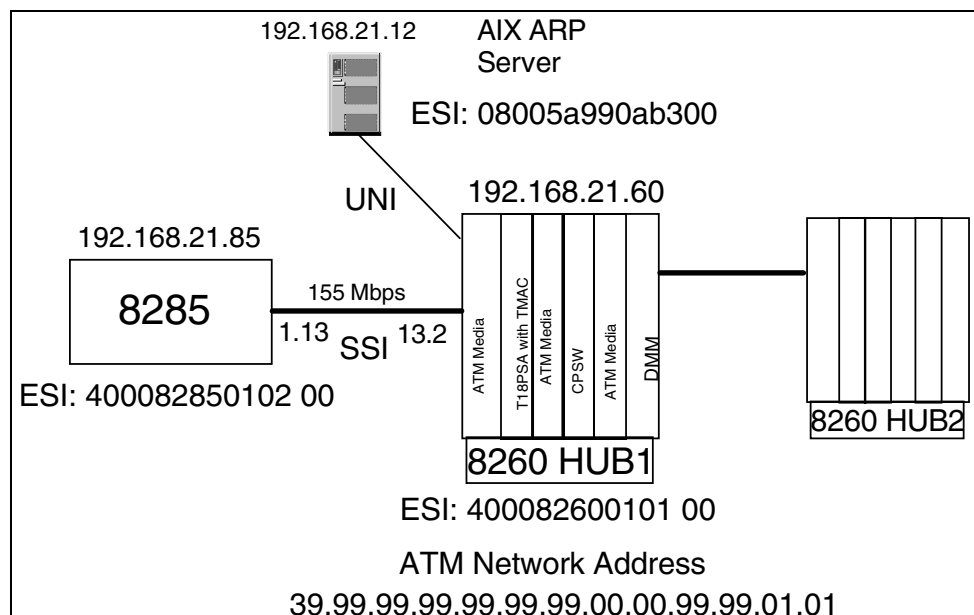 192.168.21.12
AIX ARP
Server
ESI: 08005a990ab300
UNI
192.168.21.60
192.168.21.85
8285
155 Mbps
1.13
SSI
13.2
ATM Media
T18PSA with TMAC
ATM Media
CPSW
ATM Media
DMM
ESI: 400082850102 00
8260 HUB1
8260 HUB2
ESI: 400082600101 00
ATM Network Address
39.99.99.99.99.99.99.00.00.99.99.01.01